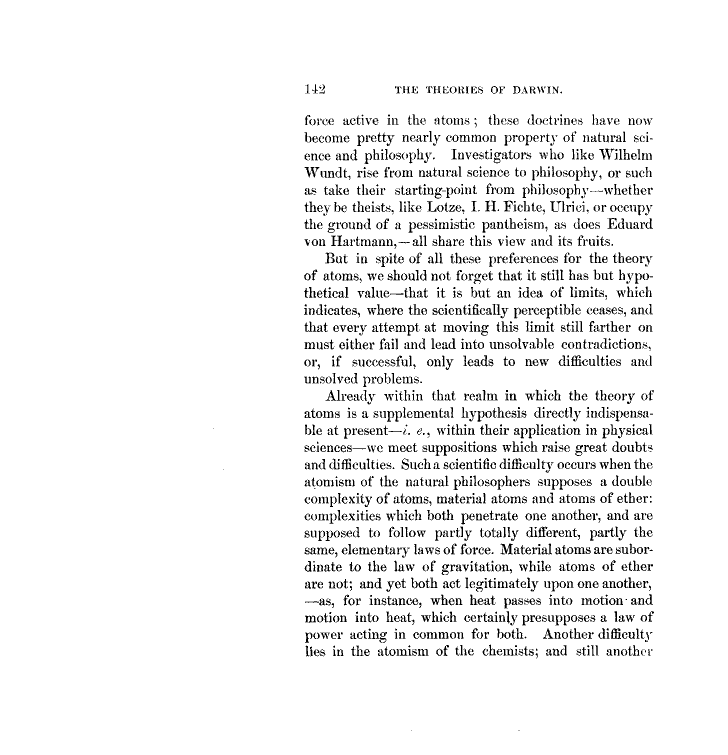 142 THE THEORIES OF DARWIN.
force active in the atoms; these doctrines have now
become pretty nearly common property of natural sci-
ence and philosophy. Investigators who like Wilhelm
Wundt, rise from natural science to philosophy, or such
as take their starting-point from philosophy—whether
they be theists, like Lotze, I. H. Fichte, Ulrici, or occupy
the ground of a pessimistic pantheism, as does Eduard
von Hartmann,—all share this view and its fruits.
But in spite of all these preferences for the theory
of atoms, we should not forget that it still has but hypo-
thetical value—that it is but an idea of limits, which
indicates, where the scientifically perceptible ceases, and
that every attempt at moving this limit still farther on
must either fail and lead into unsolvable contradictions,
or, if successful, only leads to new difficulties and
unsolved problems.
Already within that realm in which the theory of
atoms is a supplemental hypothesis directly indispensa-
ble at present—i. e., within their application in physical
sciences—we meet suppositions which raise great doubts
and difficulties. Such a scientific difficulty occurs when the
atomism of the natural philosophers supposes a double
complexity of atoms, material atoms and atoms of ether:
complexities which both penetrate one another, and are
supposed to follow partly totally different, partly the
same, elementary laws of force. Material atoms are subor-
dinate to the law of gravitation, while atoms of ether
are not; and yet both act legitimately upon one another,
—as, for instance, when heat passes into motion and
motion into heat, which certainly presupposes a law of
power acting in common for both. Another difficulty
lies in the atomism of the chemists; and still another